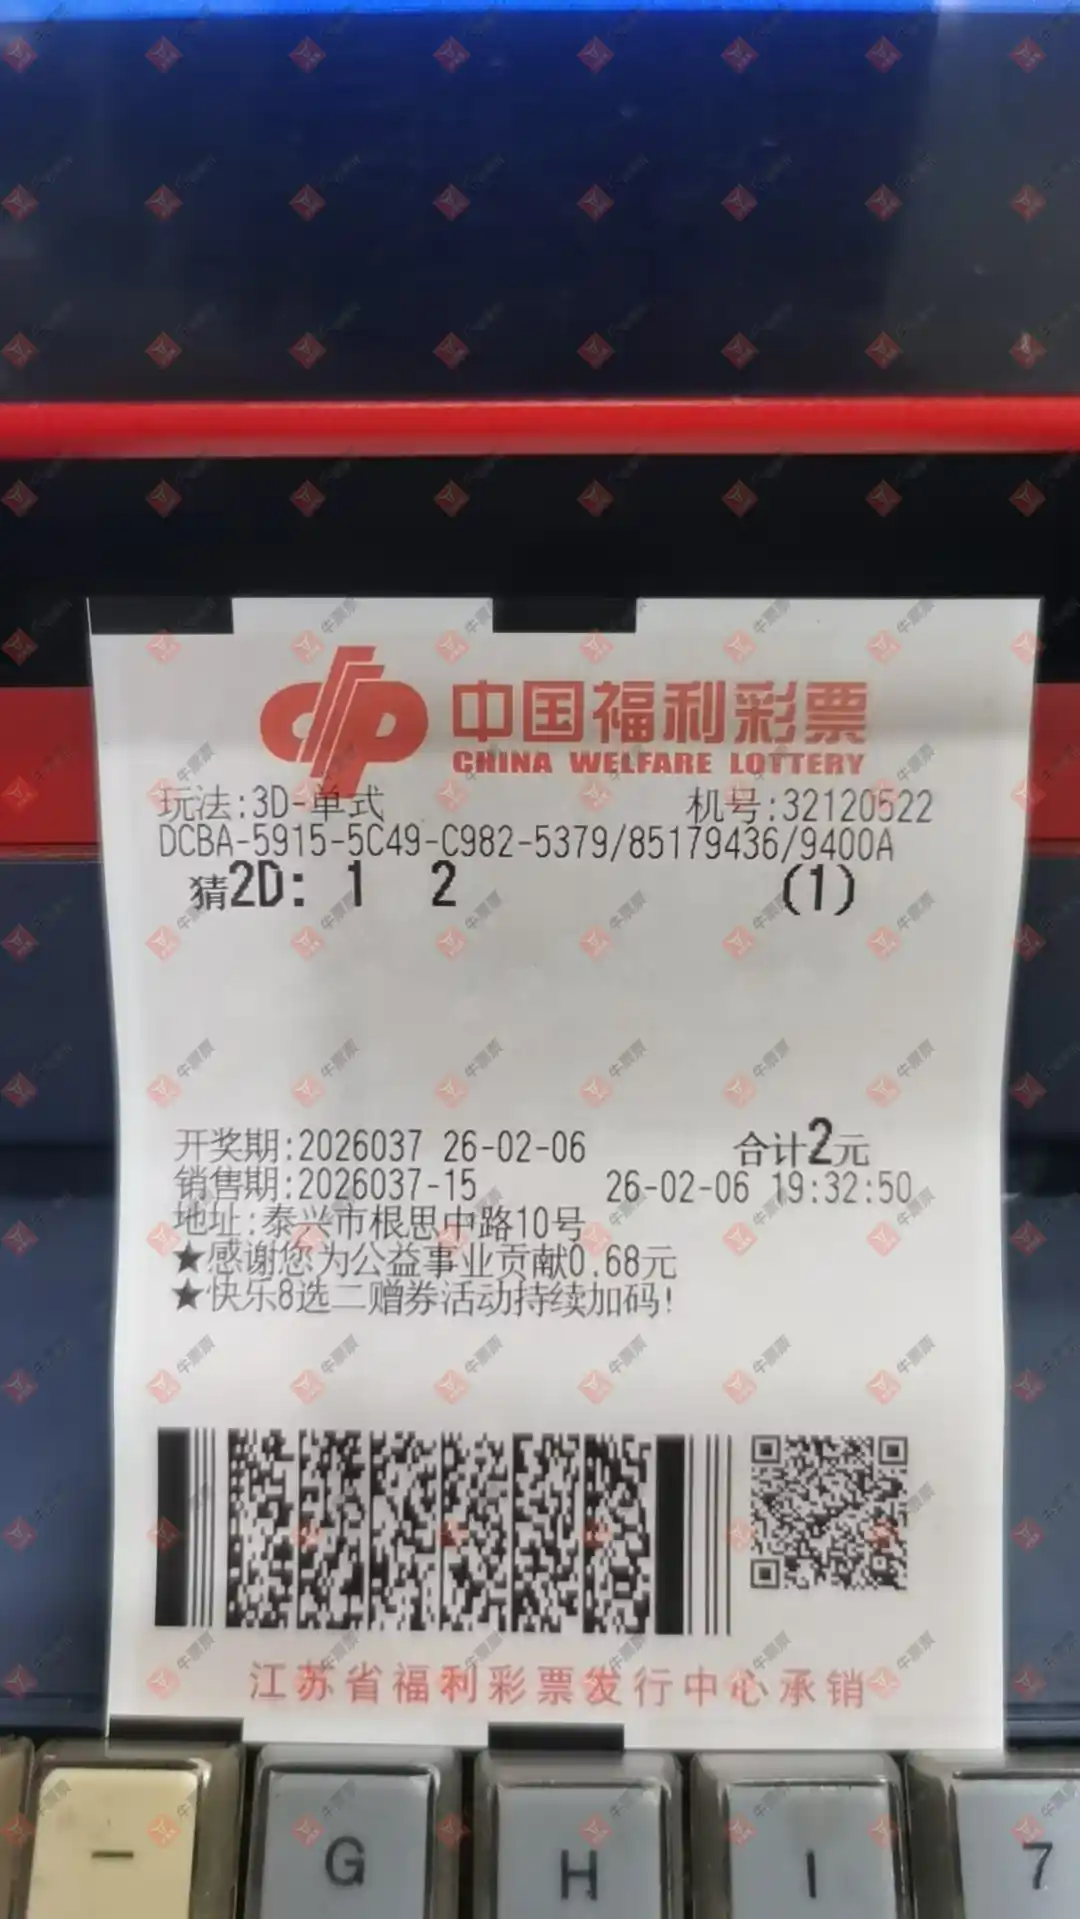 中国福利彩票
CHINA WELFARE LOTTERY
玩法:3D-单式 机号:32120522
DCBA-5915-5C49-C982-5379/85179436/9400A
猜2D: 1 2 (1)
开奖期:2026037 26-02-06 合计2元
销售期:2026037-15 26-02-06 19:32:50
地址:泰兴市根思中路10号
★感谢您为公益事业贡献0.68元
★快乐8选二赠券活动持续加码!
江苏省福利彩票发行中心承销
- G H I 7
牛票票